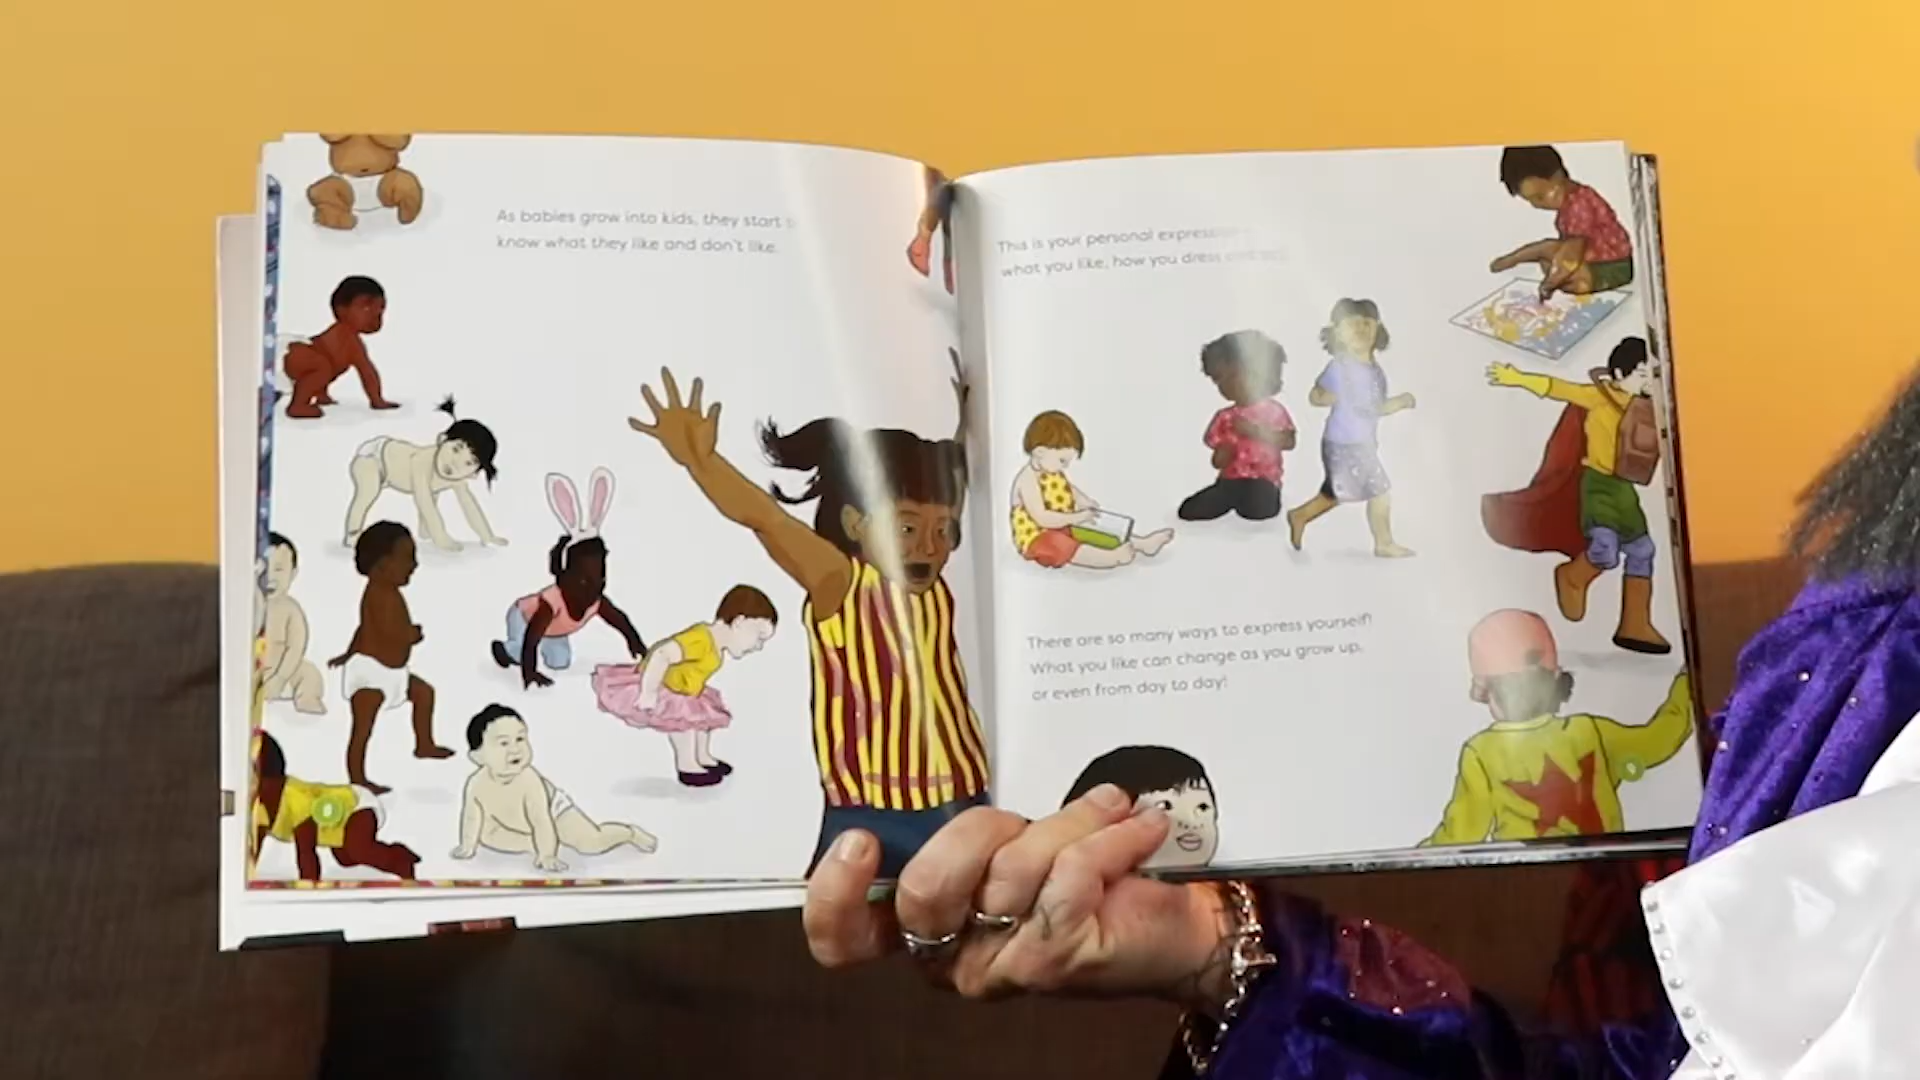 As babies grow into kids, they start
know what they like and don't like.
This is your personal
what you like, how you dress
There are so many ways to express yourself!
What you like can change as you grow up,
or even from day to day!
8
9